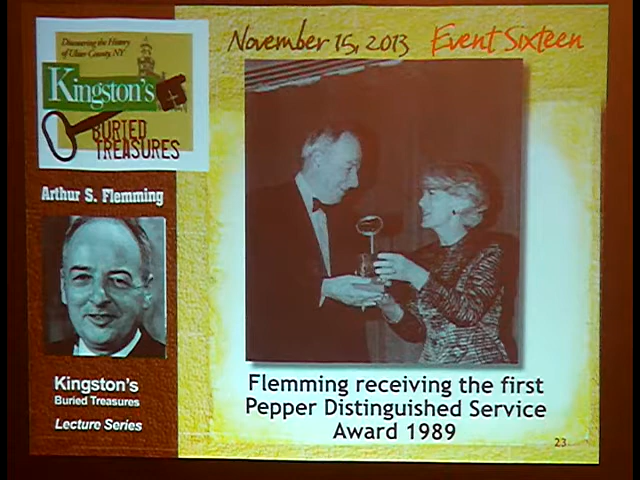 Discovering the History
of Ulster County, NY
Kingston's
BURIED
TREASURES
November 15, 2013 Event Sixteen
Arthur S. Flemming
Kingston's
Buried Treasures
Lecture Series
Flemming receiving the first
Pepper Distinguished Service
Award 1989
23